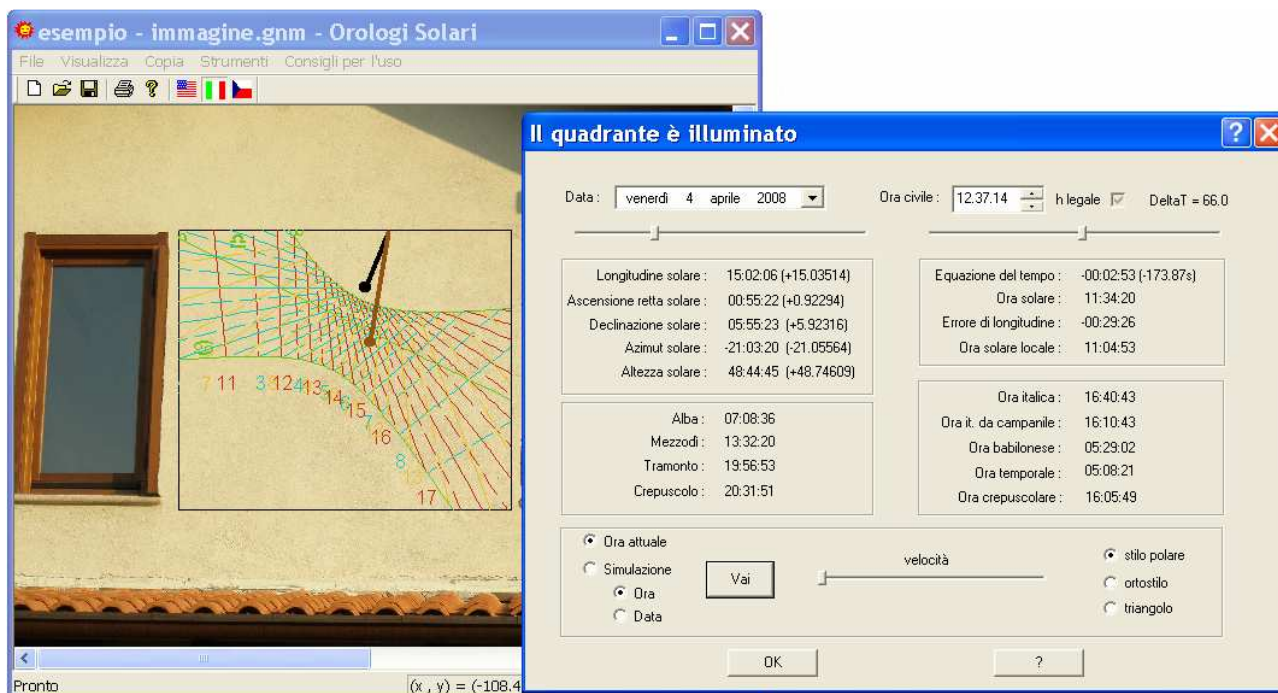 esempio - immagine.gnm - Orologi Solari
File Visualizza Copia Strumenti Consigli per l'uso
7 11 3 12 4 13 5 14 6 15 7 16
8
17
Pronto (x , y) = (-108.4
Il quadrante è illuminato
Data : venerdì 4 aprile 2008 Ora civile : 12.37.14 h legale DeltaT = 66.0
Longitudine solare : 15:02:06 (+15.03514)
Ascensione retta solare : 00:55:22 (+0.92294)
Declinazione solare : 05:55:23 (+5.92316)
Azimut solare : -21:03:20 (-21.05564)
Altezza solare : 48:44:45 (+48.74609)
Equazione del tempo : -00:02:53 (-173.87s)
Ora solare : 11:34:20
Errore di longitudine : -00:29:26
Ora solare locale : 11:04:53
Alba : 07:08:36
Mezzodì : 13:32:20
Tramonto : 19:56:53
Crepuscolo : 20:31:51
Ora italica : 16:40:43
Ora it. da campanile : 16:10:43
Ora babilonese : 05:29:02
Ora temporale : 05:08:21
Ora crepuscolare : 16:05:49
Ora attuale
Simulazione
Ora
Data
Vai
velocità
stilo polare
ortostilo
triangolo
OK ?